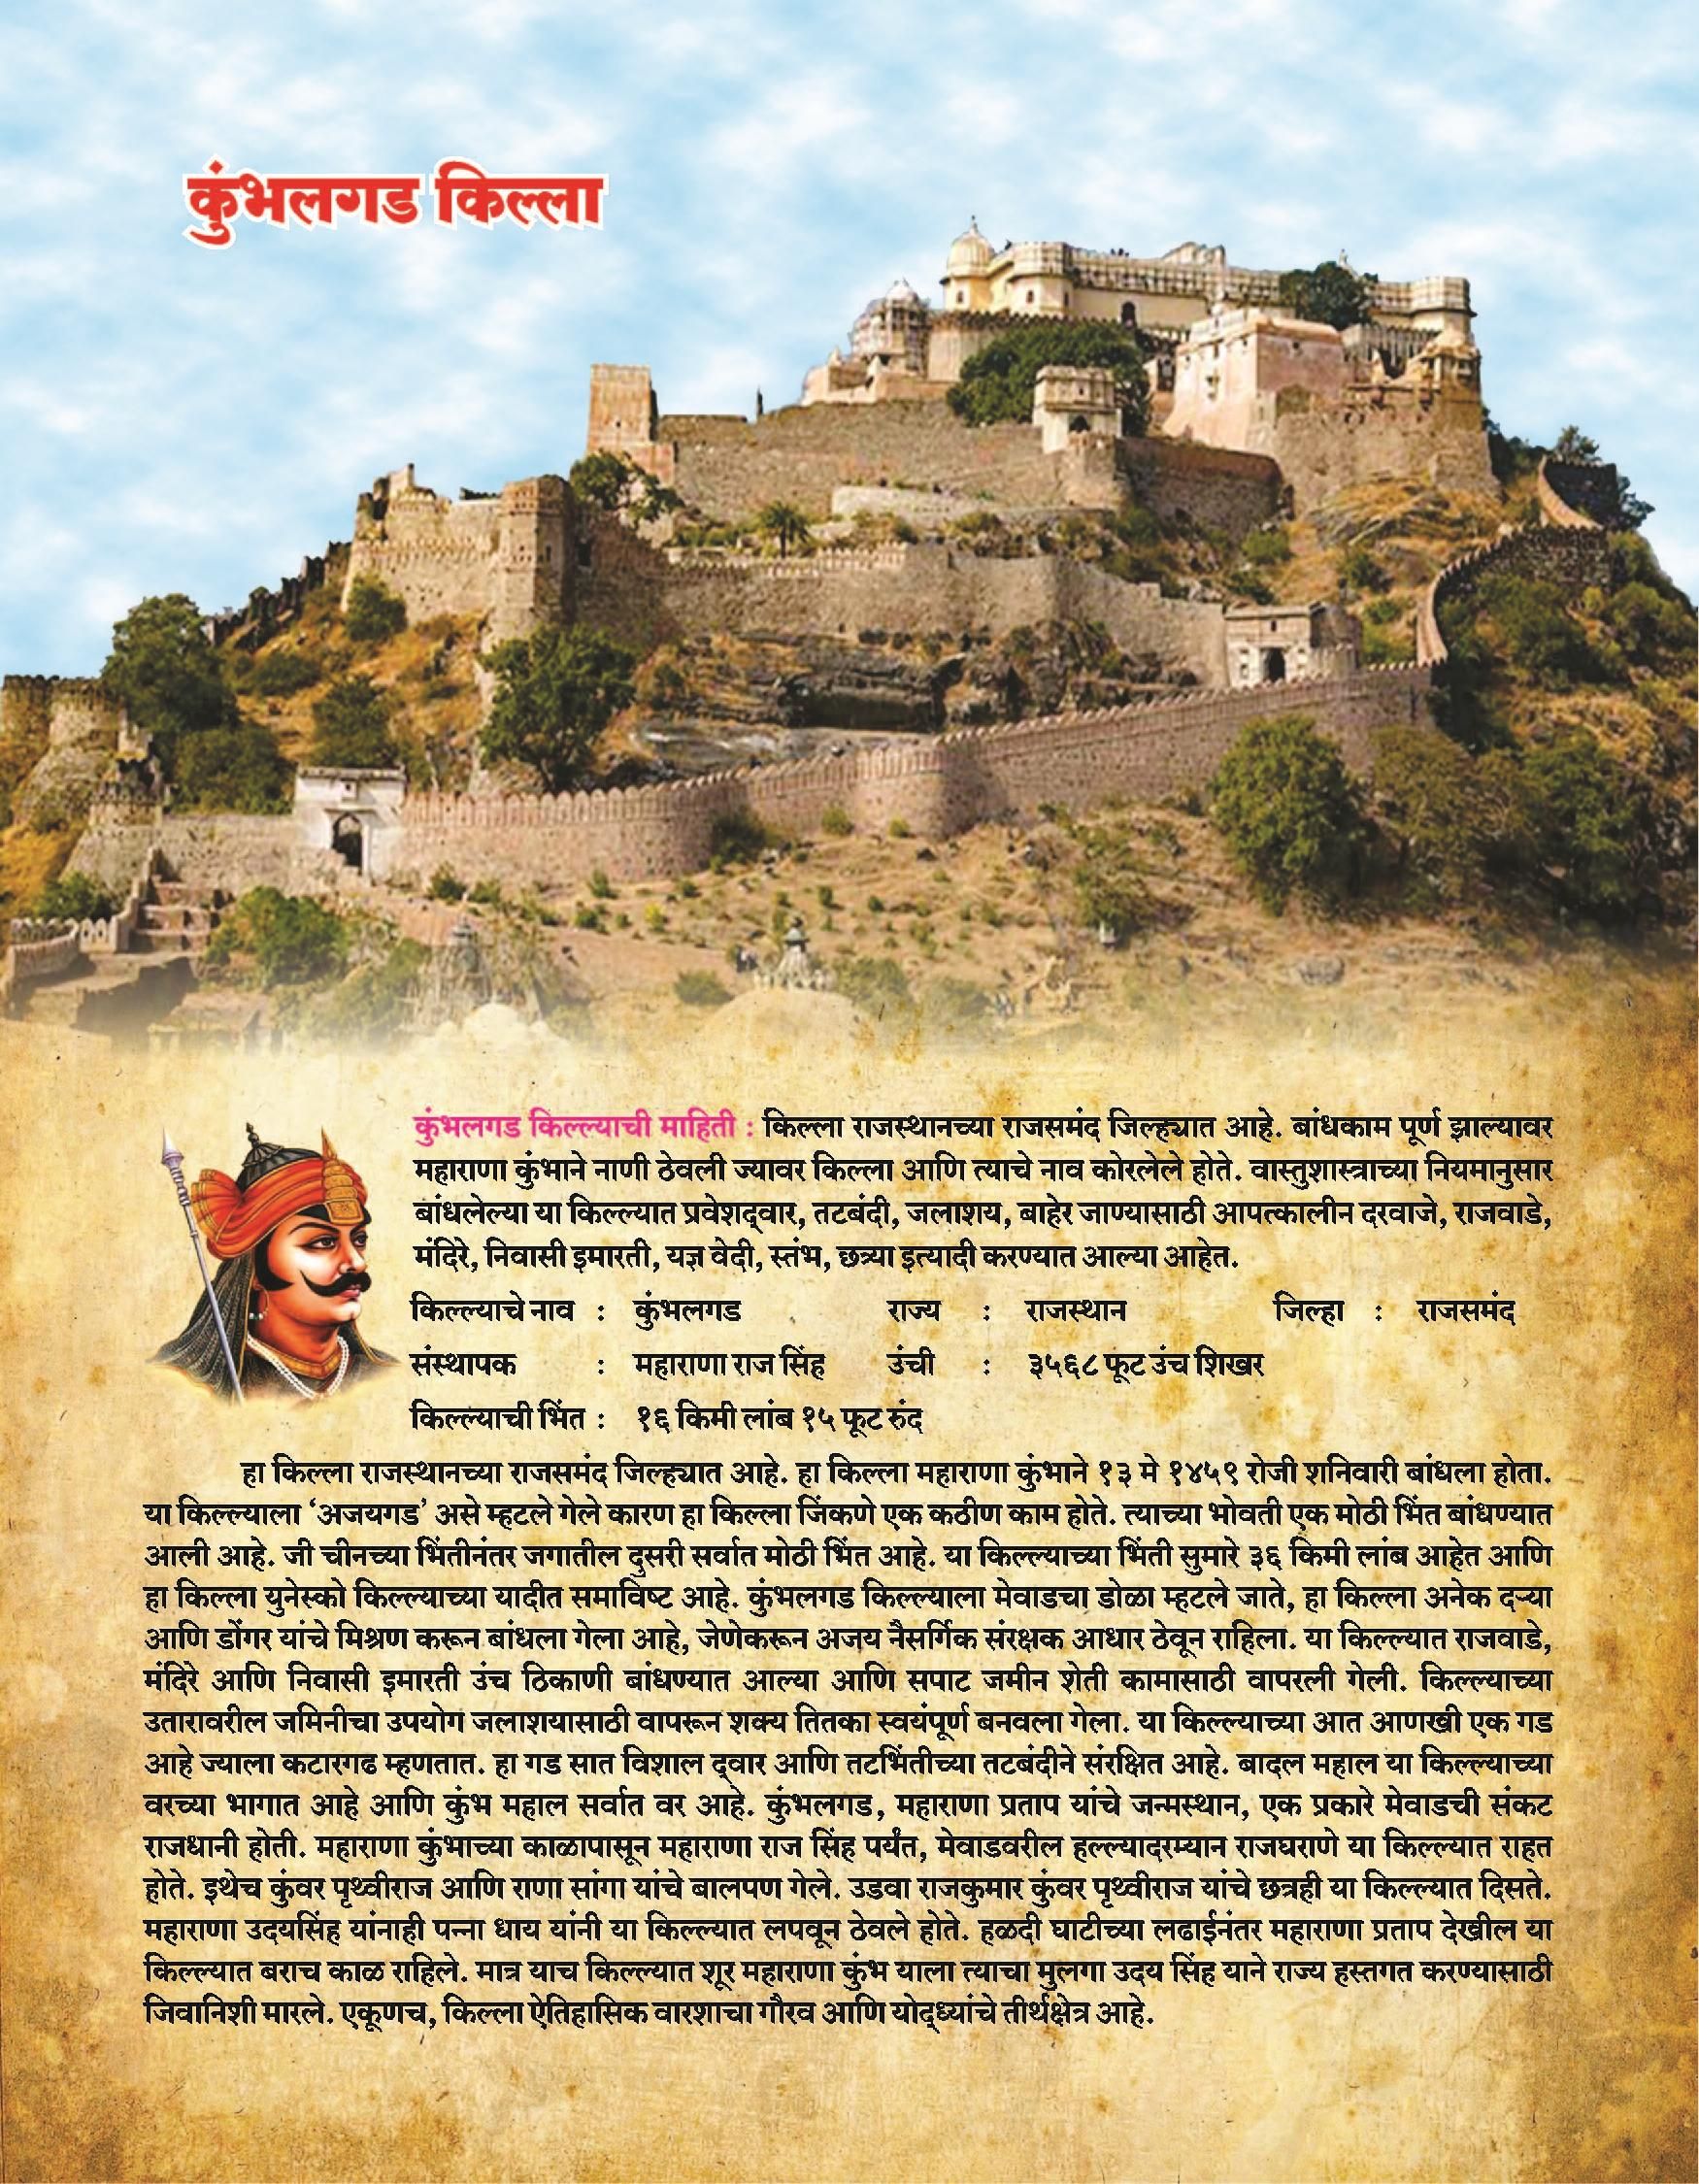 कुंभलगड किल्ला
कुंभलगड किल्ल्याची माहिती : किल्ला राजस्थानच्या राजसमंद जिल्ह्यात आहे. बांधकाम पूर्ण झाल्यावर
महाराणा कुंभाने नाणी ठेवली ज्यावर किल्ला आणि त्याचे नाव कोरलेले होते. वास्तुशास्त्राच्या नियमानुसार
बांधलेल्या या किल्ल्यात प्रवेशद्‌वार, तटबंदी, जलाशय, बाहेर जाण्यासाठी आपत्कालीन दरवाजे, राजवाडे,
मंदिरे, निवासी इमारती, यज्ञ वेदी, स्तंभ, छत्र्या इत्यादी करण्यात आल्या आहेत.
किल्ल्याचे नाव : कुंभलगड राज्य : राजस्थान जिल्हा : राजसमंद
संस्थापक : महाराणा राज सिंह उंची : ३५६८ फूट उंच शिखर
किल्ल्याची भिंत : १६ किमी लांब १५ फूट रुंद
हा किल्ला राजस्थानच्या राजसमंद जिल्ह्यात आहे. हा किल्ला महाराणा कुंभाने १३ मे १४५९ रोजी शनिवारी बांधला होता.
या किल्ल्याला ‘अजयगड’ असे म्हटले गेले कारण हा किल्ला जिंकणे एक कठीण काम होते. त्याच्या भोवती एक मोठी भिंत बांधण्यात
आली आहे. जी चीनच्या भिंतीनंतर जगातील दुसरी सर्वात मोठी भिंत आहे. या किल्ल्याच्या भिंती सुमारे ३६ किमी लांब आहेत आणि
हा किल्ला युनेस्को किल्ल्याच्या यादीत समाविष्ट आहे. कुंभलगड किल्ल्याला मेवाडचा डोळा म्हटले जाते, हा किल्ला अनेक दऱ्या
आणि डोंगर यांचे मिश्रण करून बांधला गेला आहे, जेणेकरून अजय नैसर्गिक संरक्षक आधार ठेवून राहिला. या किल्ल्यात राजवाडे,
मंदिरे आणि निवासी इमारती उंच ठिकाणी बांधण्यात आल्या आणि सपाट जमीन शेती कामासाठी वापरली गेली. किल्ल्याच्या
उतारावरील जमिनीचा उपयोग जलाशयासाठी वापरून शक्य तितका स्वयंपूर्ण बनवला गेला. या किल्ल्याच्या आत आणखी एक गड
आहे ज्याला कटारगढ म्हणतात. हा गड सात विशाल द्‌वार आणि तटभिंतीच्या तटबंदीने संरक्षित आहे. बादल महाल या किल्ल्याच्या
वरच्या भागात आहे आणि कुंभ महाल सर्वात वर आहे. कुंभलगड, महाराणा प्रताप यांचे जन्मस्थान, एक प्रकारे मेवाडची संकट
राजधानी होती. महाराणा कुंभाच्या काळापासून महाराणा राज सिंह पर्यंत, मेवाडवरील हल्ल्यादरम्यान राजघराणे या किल्ल्यात राहत
होते. इथेच कुंवर पृथ्वीराज आणि राणा सांगा यांचे बालपण गेले. उडवा राजकुमार कुंवर पृथ्वीराज यांचे छत्रही या किल्ल्यात दिसते.
महाराणा उदयसिंह यांनाही पन्ना धाय यांनी या किल्ल्यात लपवून ठेवले होते. हळदी घाटीच्या लढाईनंतर महाराणा प्रताप देखील या
किल्ल्यात बराच काळ राहिले. मात्र याच किल्ल्यात शूर महाराणा कुंभ याला त्याचा मुलगा उदय सिंह याने राज्य हस्तगत करण्यासाठी
जिवानिशी मारले. एकूणच, किल्ला ऐतिहासिक वारशाचा गौरव आणि योद्‌ध्यांचे तीर्थक्षेत्र आहे.